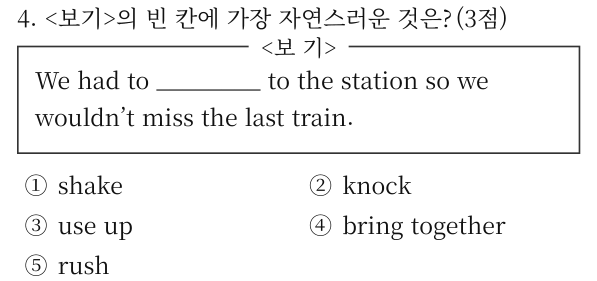 4. <보기>의 빈 칸에 가장 자연스러운 것은?(3점)
<보 기>
We had to ________ to the station so we
wouldn’t miss the last train.
① shake
② knock
③ use up
④ bring together
⑤ rush